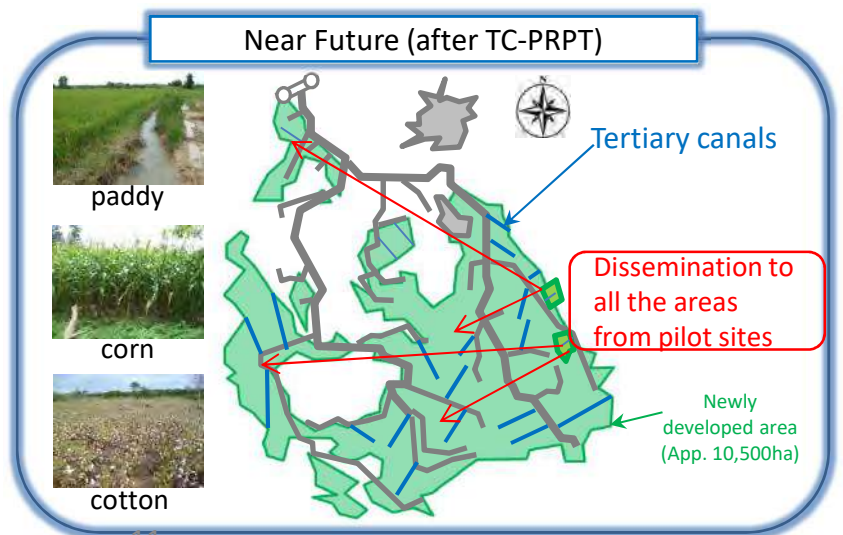 Near Future (after TC-PRPT)
N
Tertiary canals
paddy
Dissemination to
all the areas
from pilot sites
corn
Newly
developed area
(App. 10,500ha)
cotton